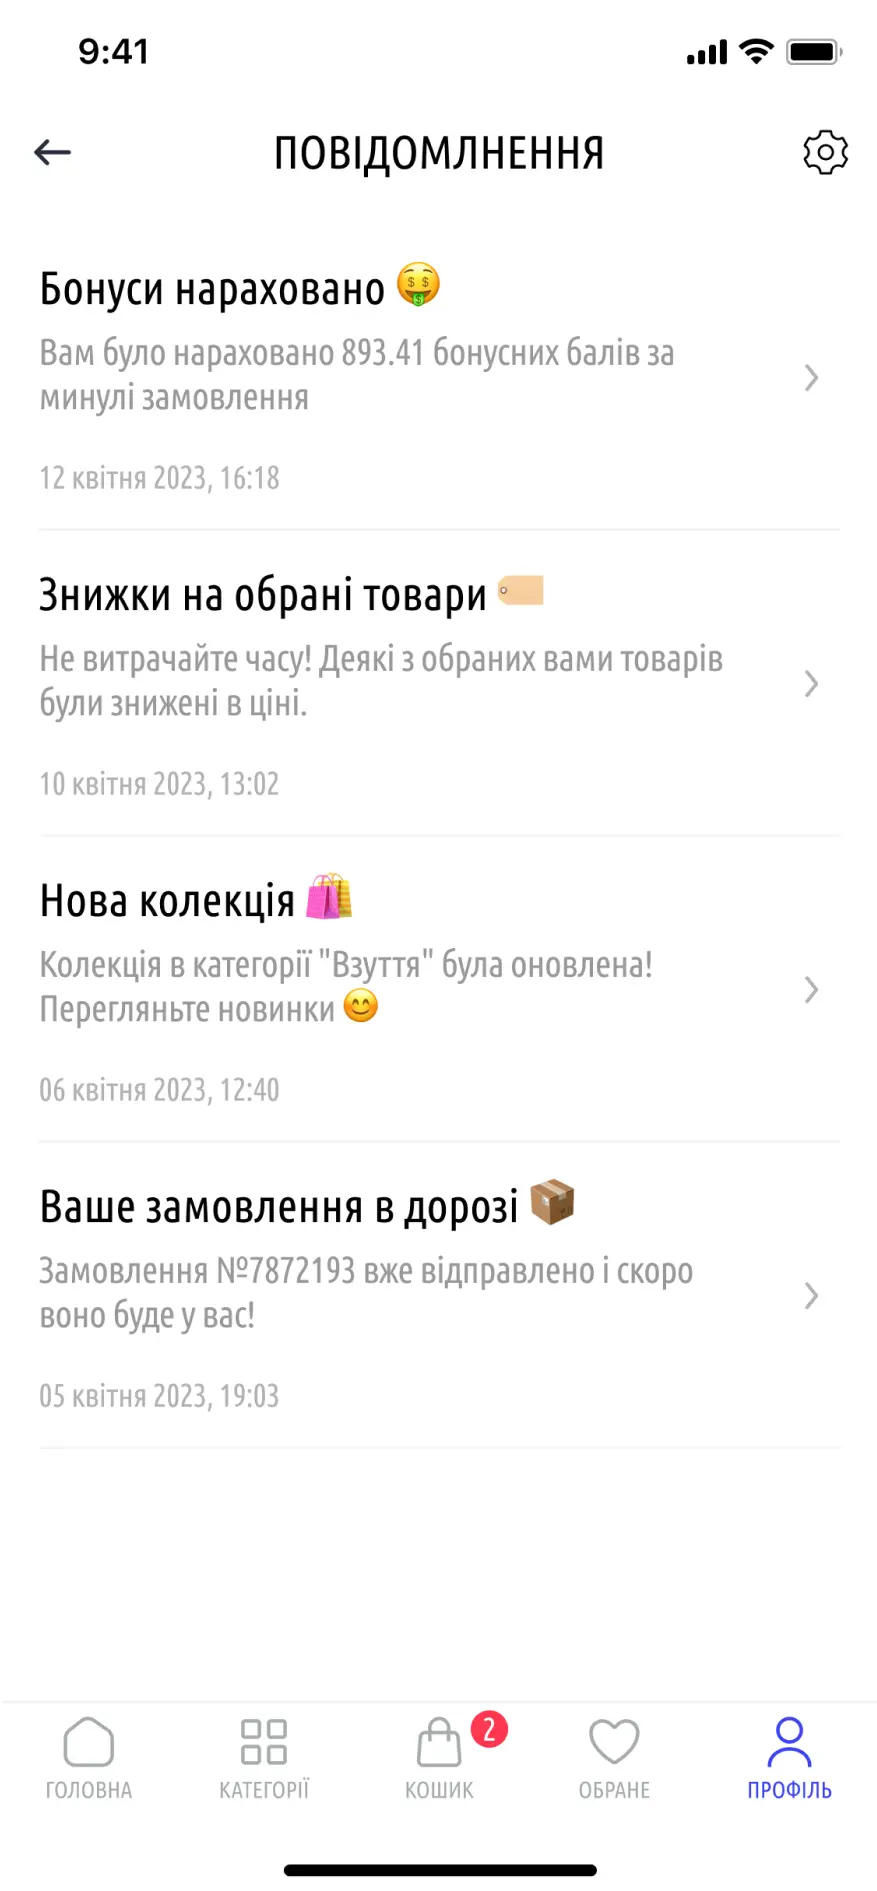 9:41
ПОВІДОМЛНЕННЯ
Бонуси нараховано 🤑
Вам було нараховано 893.41 бонусних балів за
минулі замовлення
12 квітня 2023, 16:18
Знижки на обрані товари 🏷️
Не витрачайте часу! Деякі з обраних вами товарів
були знижені в ціні.
10 квітня 2023, 13:02
Нова колекція 🛍️
Колекція в категорії "Взуття" була оновлена!
Перегляньте новинки 😊
06 квітня 2023, 12:40
Ваше замовлення в дорозі 📦
Замовлення №7872193 вже відправлено і скоро
воно буде у вас!
05 квітня 2023, 19:03
2
ГОЛОВНА КАТЕГОРІЇ КОШИК ОБРАНЕ ПРОФІЛЬ